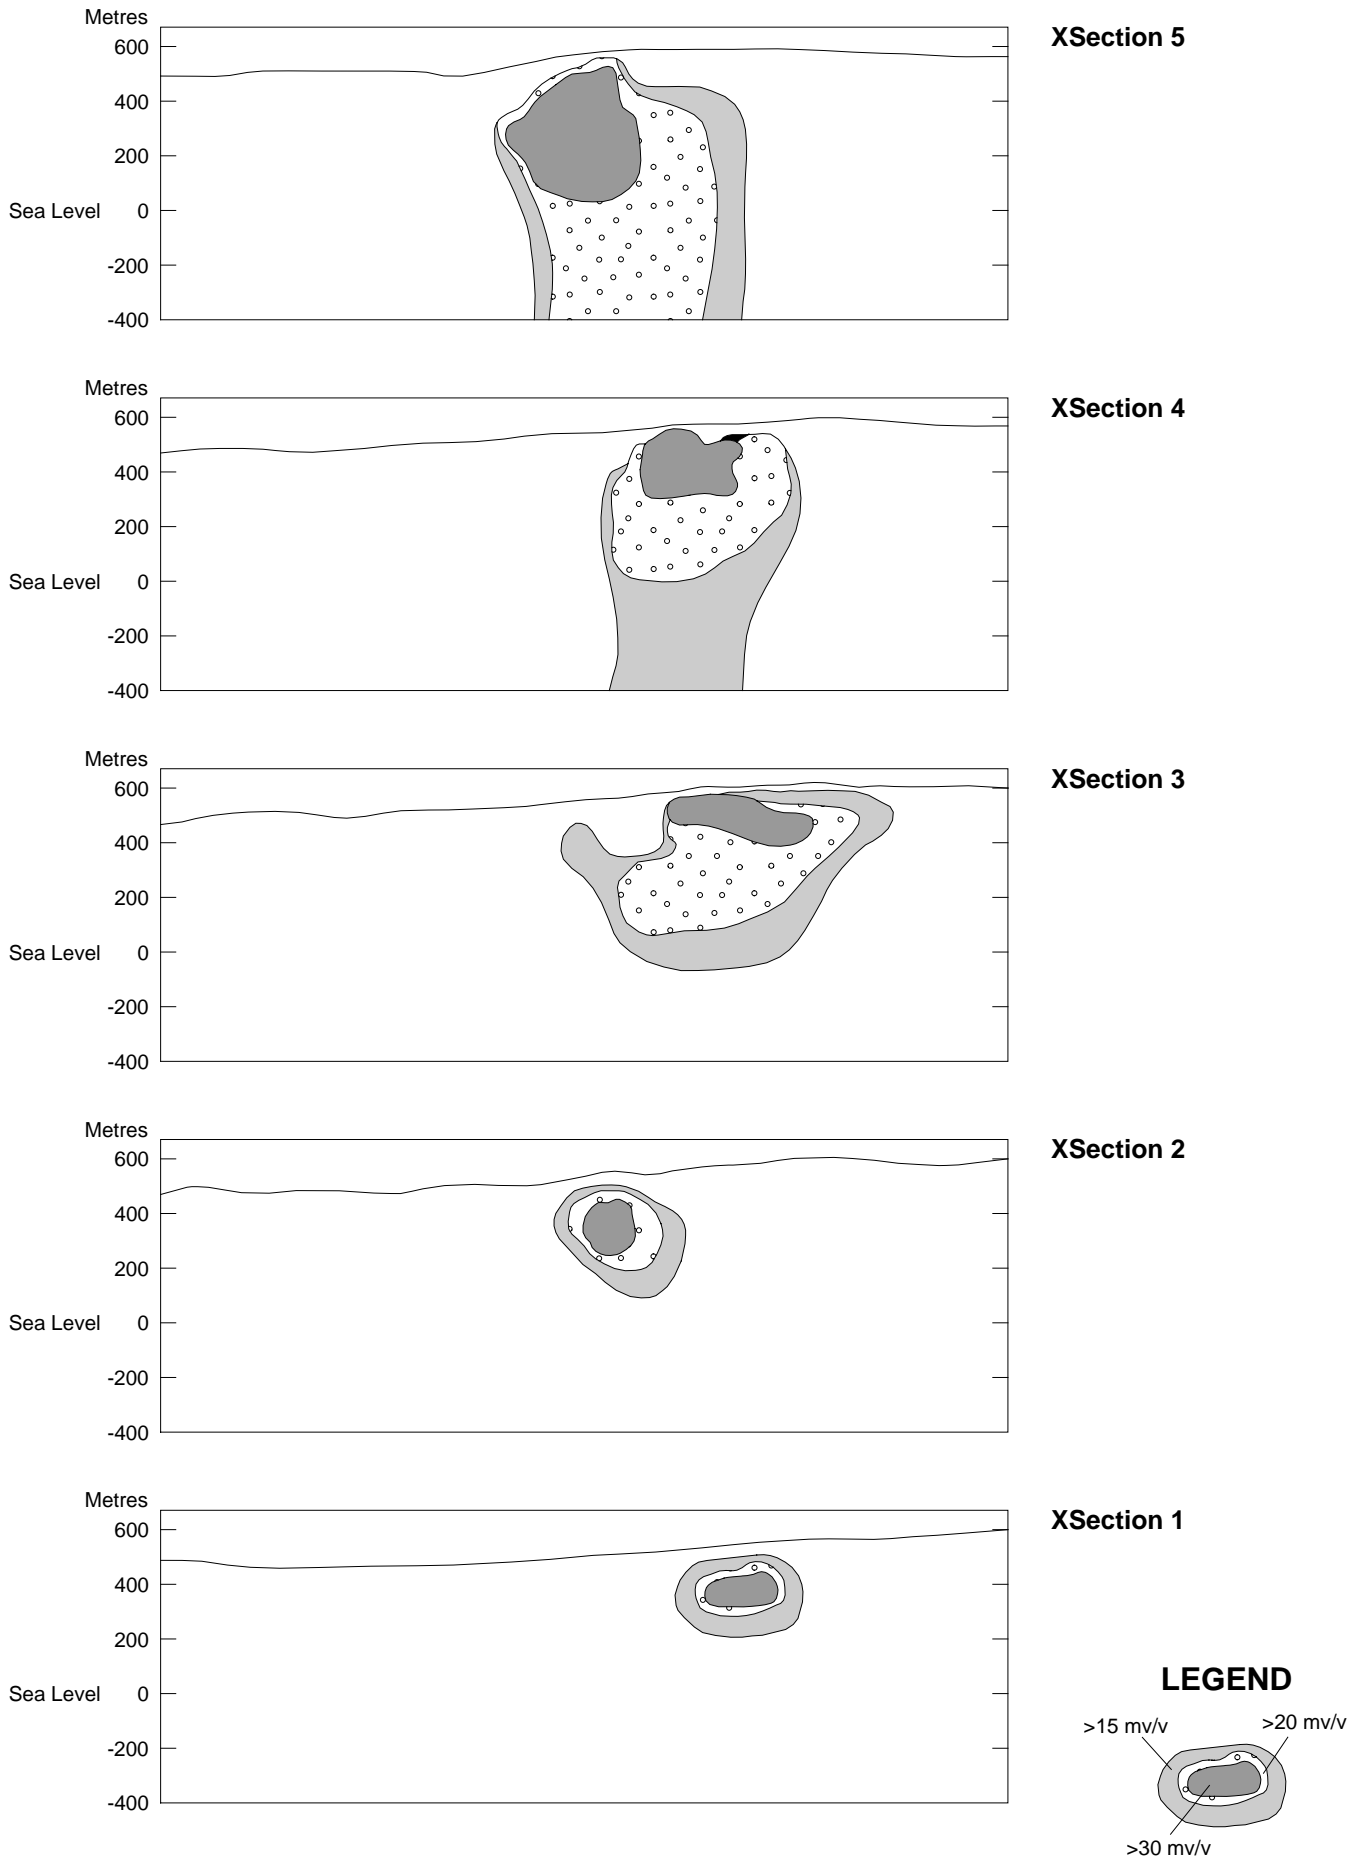 Metres
XSection 5
600
400
200
Sea Level 0
-200
-400
Metres
XSection 4
600
400
200
Sea Level 0
-200
-400
Metres
XSection 3
600
400
200
Sea Level 0
-200
-400
Metres
XSection 2
600
400
200
Sea Level 0
-200
-400
Metres
XSection 1
600
400
200
Sea Level 0
-200
-400
LEGEND
>15 mv/v >20 mv/v
>30 mv/v